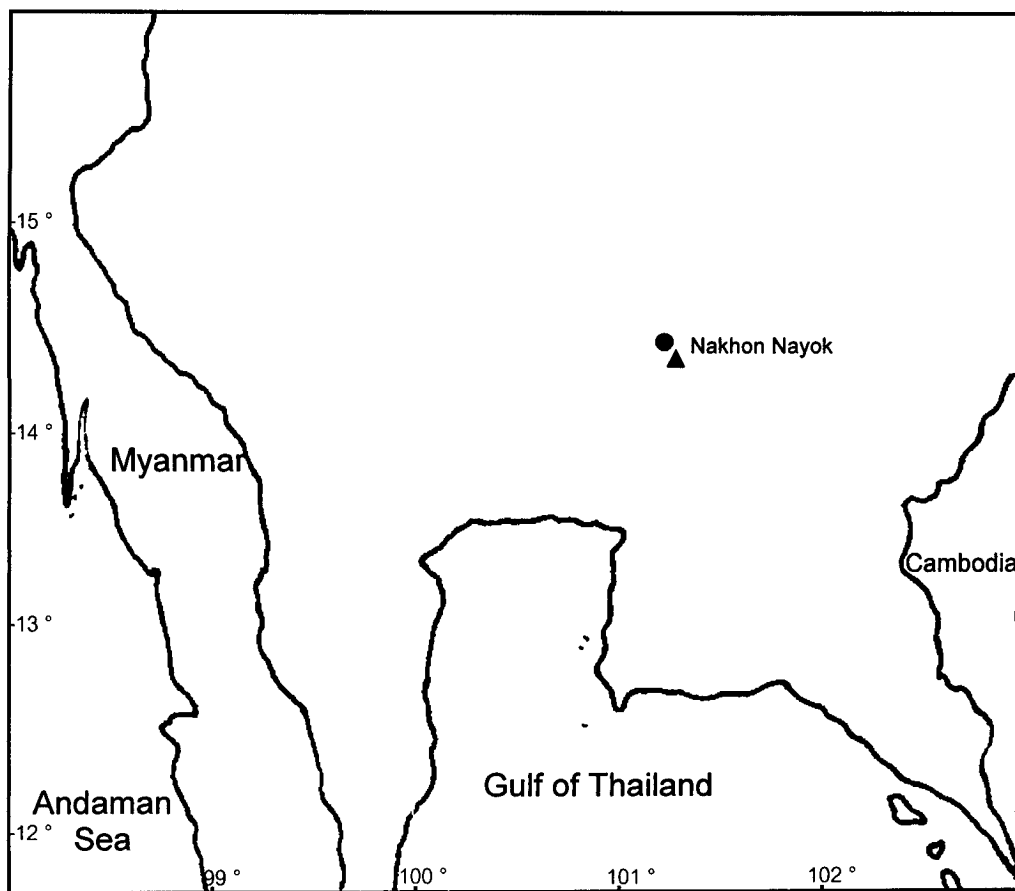 15 °
Nakhon Nayok
14 °
Myanmar
Cambodia
13 °
Gulf of Thailand
Andaman
Sea
12 °
99 °
100 °
101 °
102 °